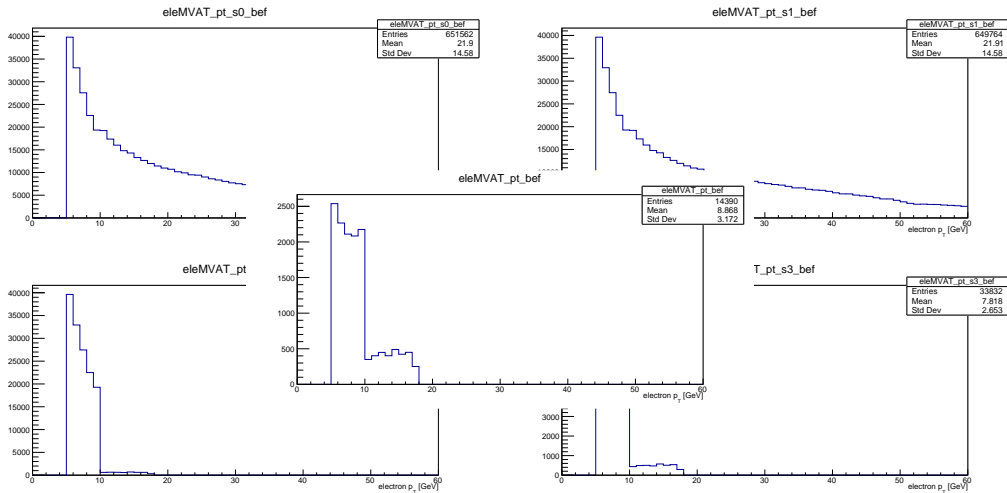 eleMVAT_pt_s0_bef
eleMVAT_pt_s0_bef
Entries 651562
Mean 21.9
Std Dev 14.58
40000
35000
30000
25000
20000
15000
10000
5000
0
0 10 20 30
eleMVAT_pt_s1_bef
eleMVAT_pt_s1_bef
Entries 649764
Mean 21.91
Std Dev 14.58
40000
35000
30000
25000
20000
15000
30 40 50 60
electron p_T [GeV]
eleMVAT_pt_bef
eleMVAT_pt_bef
Entries 14390
Mean 8.868
Std Dev 3.172
2500
2000
1500
1000
500
0
0 10 20 30 40 50 60
electron p_T [GeV]
eleMVAT_pt
40000
35000
30000
25000
20000
15000
10000
5000
0
0 10 20 30 40 50 60
electron p_T [GeV]
T_pt_s3_bef
eleMVAT_pt_s3_bef
Entries 33832
Mean 7.818
Std Dev 2.653
3000
2000
1000
0
0 10 20 30 40 50 60
electron p_T [GeV]